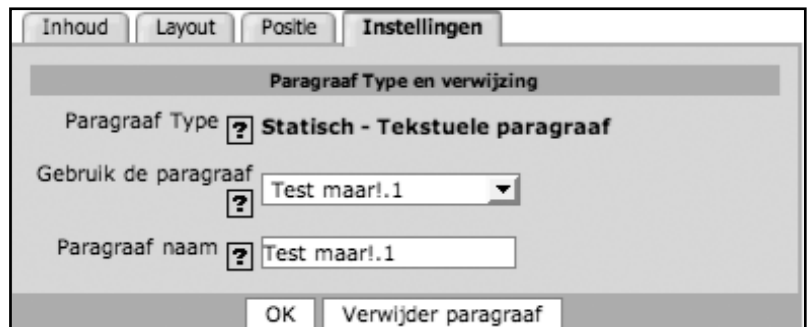 Inhoud Layout Positie Instellingen
Paragraaf Type en verwijzing
Paragraaf Type ? Statisch - Tekstuele paragraaf
Gebruik de paragraaf
? Test maar!.1
Paragraaf naam ? Test maar!.1
OK Verwijder paragraaf